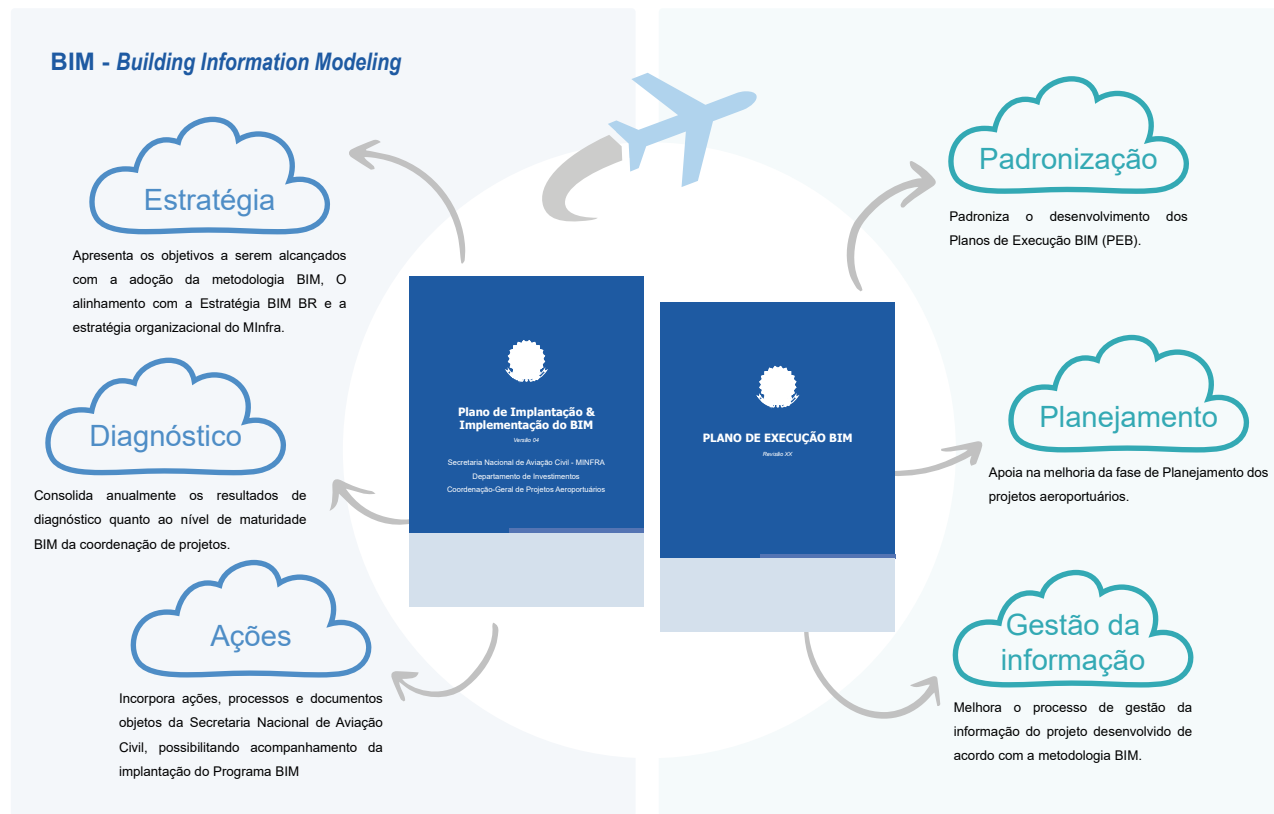 BIM - Building Information Modeling
Estratégia
Apresenta os objetivos a serem alcançados
com a adoção da metodologia BIM, O
alinhamento com a Estratégia BIM BR e a
estratégia organizacional do MInfra.
Diagnóstico
Consolida anualmente os resultados de
diagnóstico quanto ao nível de maturidade
BIM da coordenação de projetos.
Ações
Incorpora ações, processos e documentos
objetos da Secretaria Nacional de Aviação
Civil, possibilitando acompanhamento da
implantação do Programa BIM
Plano de Implantação &
Implementação do BIM
Versão 04
Secretaria Nacional de Aviação Civil - MINFRA
Departamento de Investimentos
Coordenação-Geral de Projetos Aeroportuários
PLANO DE EXECUÇÃO BIM
Revisão XX
Padronização
Padroniza o desenvolvimento dos
Planos de Execução BIM (PEB).
Planejamento
Apoia na melhoria da fase de Planejamento dos
projetos aeroportuários.
Gestão da
informação
Melhora o processo de gestão da
informação do projeto desenvolvido de
acordo com a metodologia BIM.